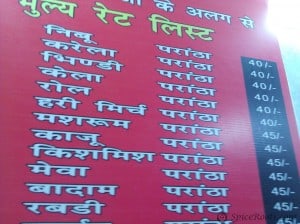 के अलग से
मुल्य रेट लिस्ट
निबू परांठा 40/-
करेला परांठा 40/-
भिण्डी परांठा 40/-
केला परांठा 40/-
रोल परांठा 40/-
हरी मिर्च परांठा 40/-
मशरूम परांठा 45/-
काजू परांठा 45/-
किशमिश परांठा 45/-
मेवा परांठा 45/-
बादाम परांठा 45/-
रबडी परांठा 45/-